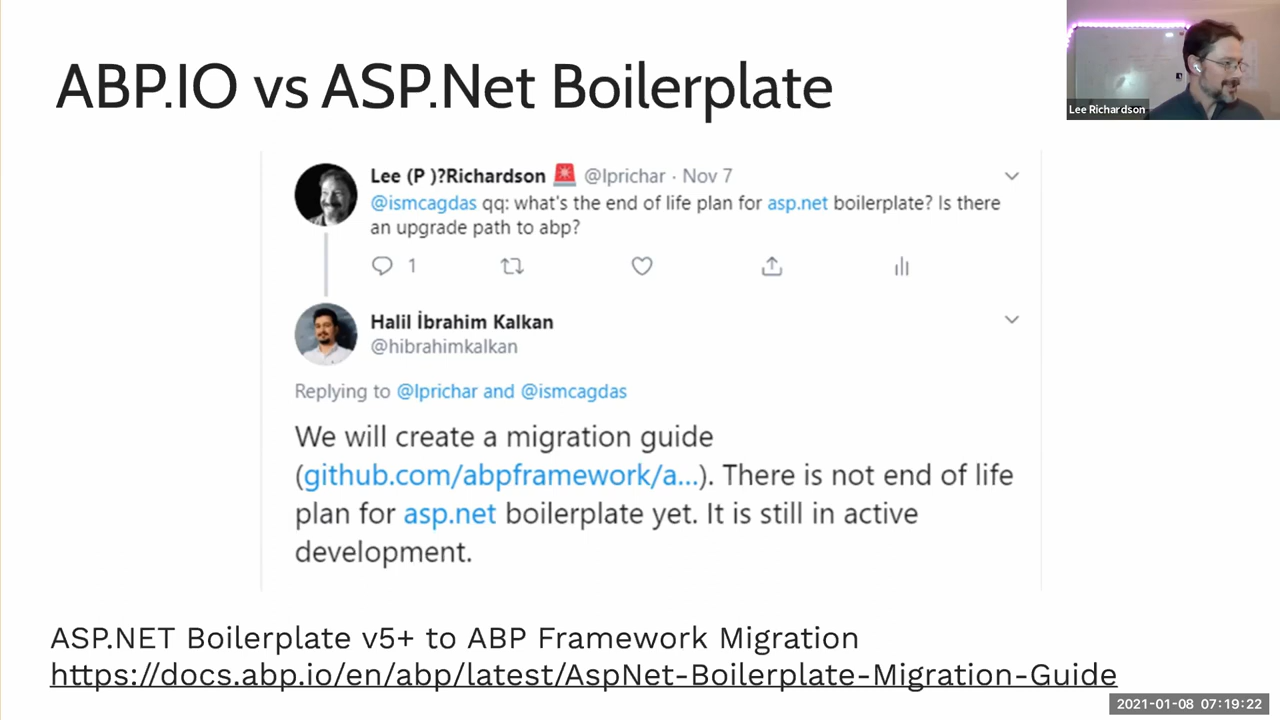 ABP.IO vs ASP.Net Boilerplate
Lee Richardson
Lee (P )?Richardson 🚨 @lprichar · Nov 7
@ismcagdas qq: what's the end of life plan for asp.net boilerplate? Is there
an upgrade path to abp?
1
Halil İbrahim Kalkan
@hibrahimkalkan
Replying to @lprichar and @ismcagdas
We will create a migration guide
(github.com/abpframework/a...). There is not end of life
plan for asp.net boilerplate yet. It is still in active
development.
ASP.NET Boilerplate v5+ to ABP Framework Migration
https://docs.abp.io/en/abp/latest/AspNet-Boilerplate-Migration-Guide
2021-01-08 07:19:22